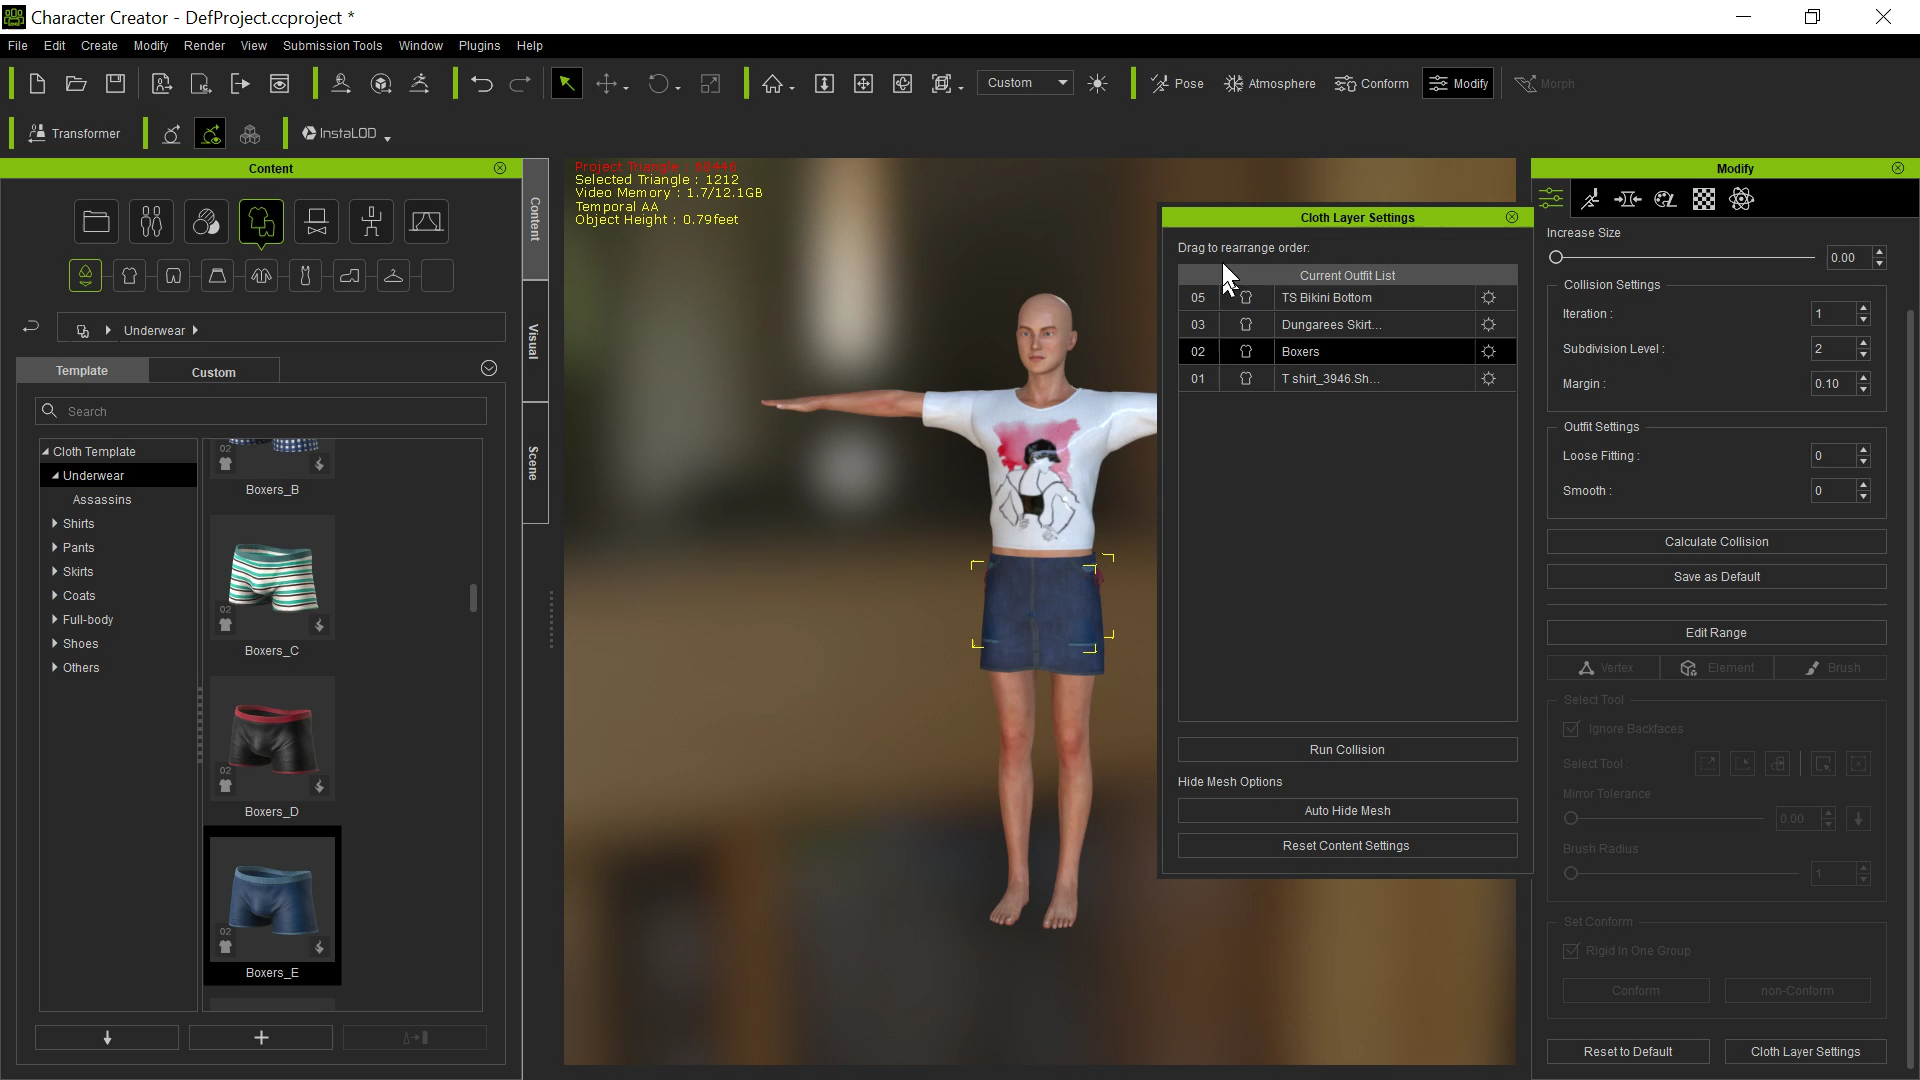 Character Creator - DefProject.ccproject *
File Edit Create Modify Render View Submission Tools Window Plugins Help
Custom
Pose Atmosphere Conform Modify Morph
Transformer InstaLOD
Content
Underwear
Template Custom
Search
Cloth Template
Underwear
Assassins
Shirts
Pants
Skirts
Coats
Full-body
Shoes
Others
02
Boxers_B
02
Boxers_C
02
Boxers_D
02
Boxers_E
Content
Visual
Scene
Project Triangle : 68446
Selected Triangle : 1212
Video Memory : 1.7/12.1GB
Temporal AA
Object Height : 0.79feet
Cloth Layer Settings
Drag to rearrange order:
Current Outfit List
05 TS Bikini Bottom
03 Dungarees Skirt...
02 Boxers
01 T shirt_3946.Sh...
Run Collision
Hide Mesh Options
Auto Hide Mesh
Reset Content Settings
Modify
Increase Size
0.00
Collision Settings
Iteration : 1
Subdivision Level : 2
Margin : 0.10
Outfit Settings
Loose Fitting : 0
Smooth : 0
Calculate Collision
Save as Default
Edit Range
Vertex Element Brush
Select Tool
Ignore Backfaces
Select Tool :
Mirror Tolerance
0.00
Brush Radius
1
Set Conform
Rigid In One Group
Conform non-Conform
Reset to Default Cloth Layer Settings